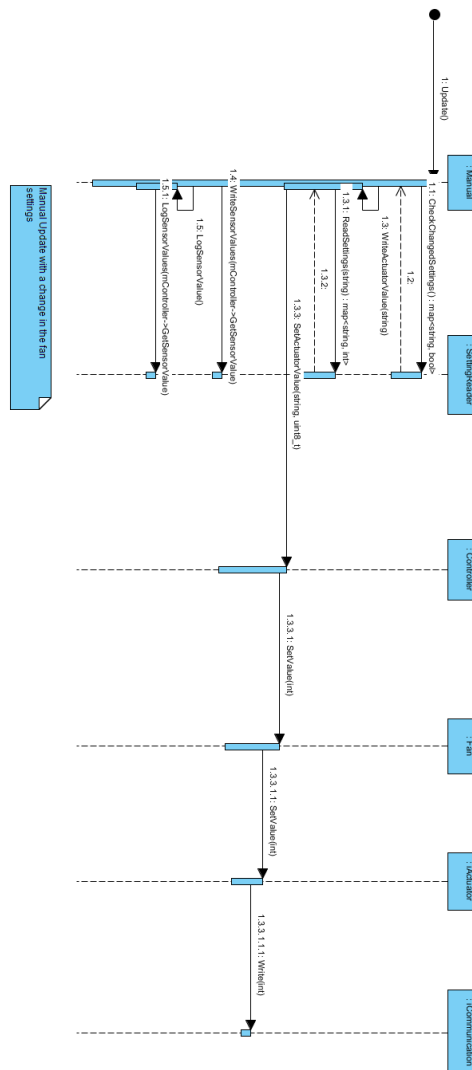 : Manual
: SettingReader
: Controller
: Fan
: IActuator
: ICommunication
1: Update()
1.1: CheckChangedSettings() : map<string, bool>
1.2:
1.3: WriteActuatorValue(string)
1.3.1: ReadSettings(string) : map<string, int>
1.3.2:
1.3.3: SetActuatorValue(string, uint8_t)
1.3.3.1: SetValue(int)
1.3.3.1.1: SetValue(int)
1.3.3.1.1.1: Write(int)
1.4: WriteSensorValues(mController->GetSensorValue)
1.5: LogSensorValue()
1.5.1: LogSensorValues(mController->GetSensorValue)
Manual Update with a change in the fan
settings